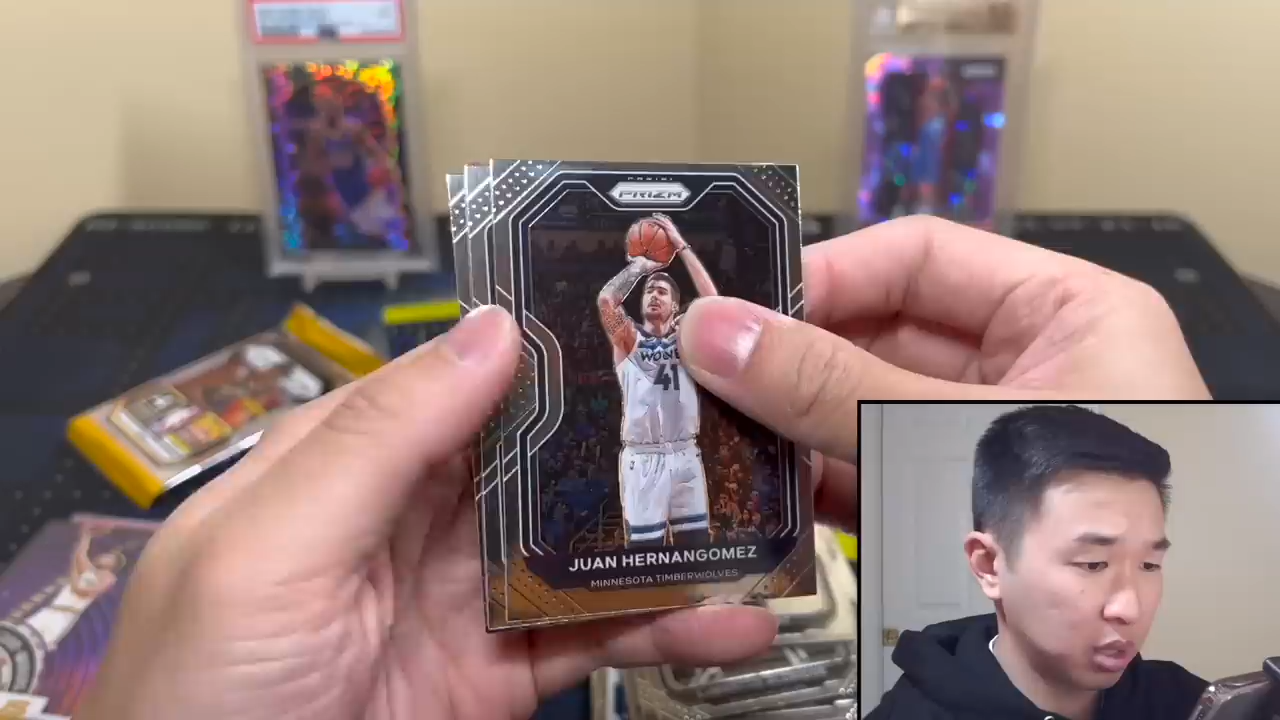 PANINI
PRIZM
WOLVES
41
JUAN HERNANGOMEZ
MINNESOTA TIMBERWOLVES